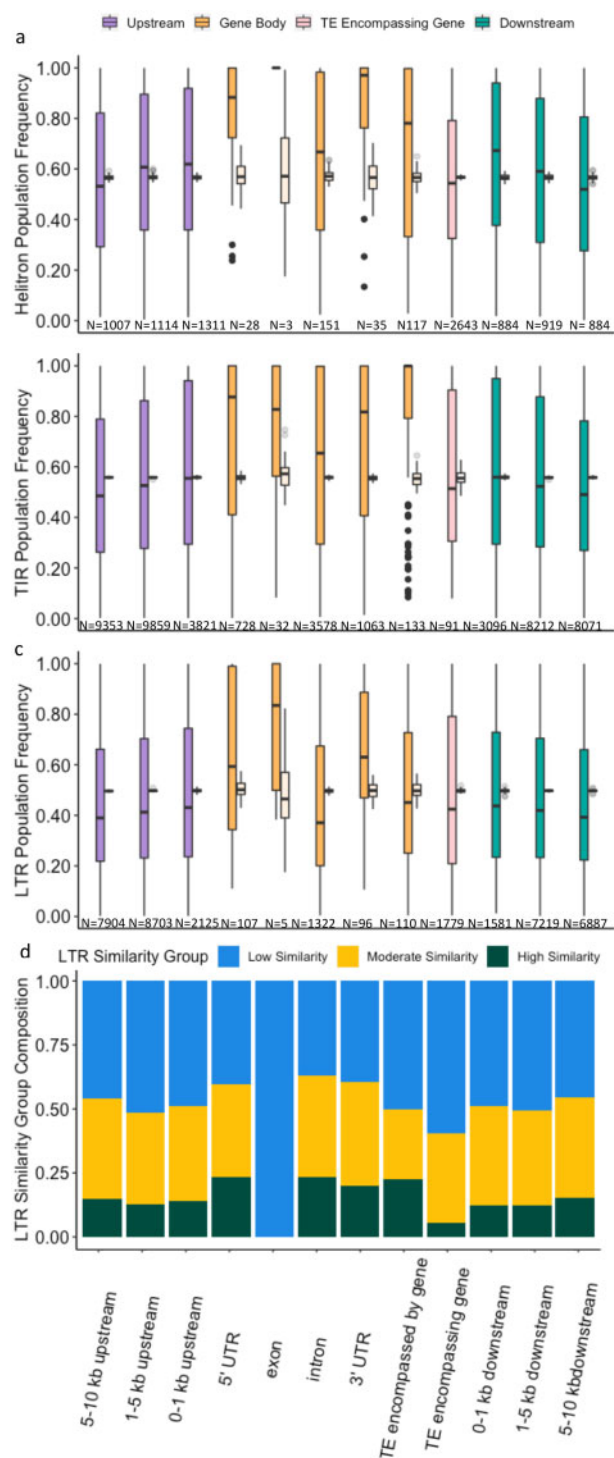 a
Upstream Gene Body TE Encompassing Gene Downstream
Helitron Population Frequency
1.00
0.80
0.60
0.40
0.20
0.00
N=1007 N=1114 N=1311 N=28 N=3 N=151 N=35 N=117 N=2643 N=884 N=919 N= 884
TIR Population Frequency
1.00
0.80
0.60
0.40
0.20
0.00
N=9353 N=9859 N=3821 N=728 N=32 N=3578 N=1063 N=133 N=91 N=3096 N=8212 N=8071
c
LTR Population Frequency
1.00
0.80
0.60
0.40
0.20
0.00
N=7904 N=8703 N=2125 N=107 N=5 N=1322 N=96 N=110 N=1779 N=1581 N=7219 N=6887
d
LTR Similarity Group Low Similarity Moderate Similarity High Similarity
LTR Similarity Group Composition
1.00
0.75
0.50
0.25
0.00
5-10 kb upstream
1-5 kb upstream
0-1 kb upstream
5' UTR
exon
intron
3' UTR
TE encompassed by gene
TE encompassing gene
0-1 kb downstream
1-5 kb downstream
5-10 kbdownstream